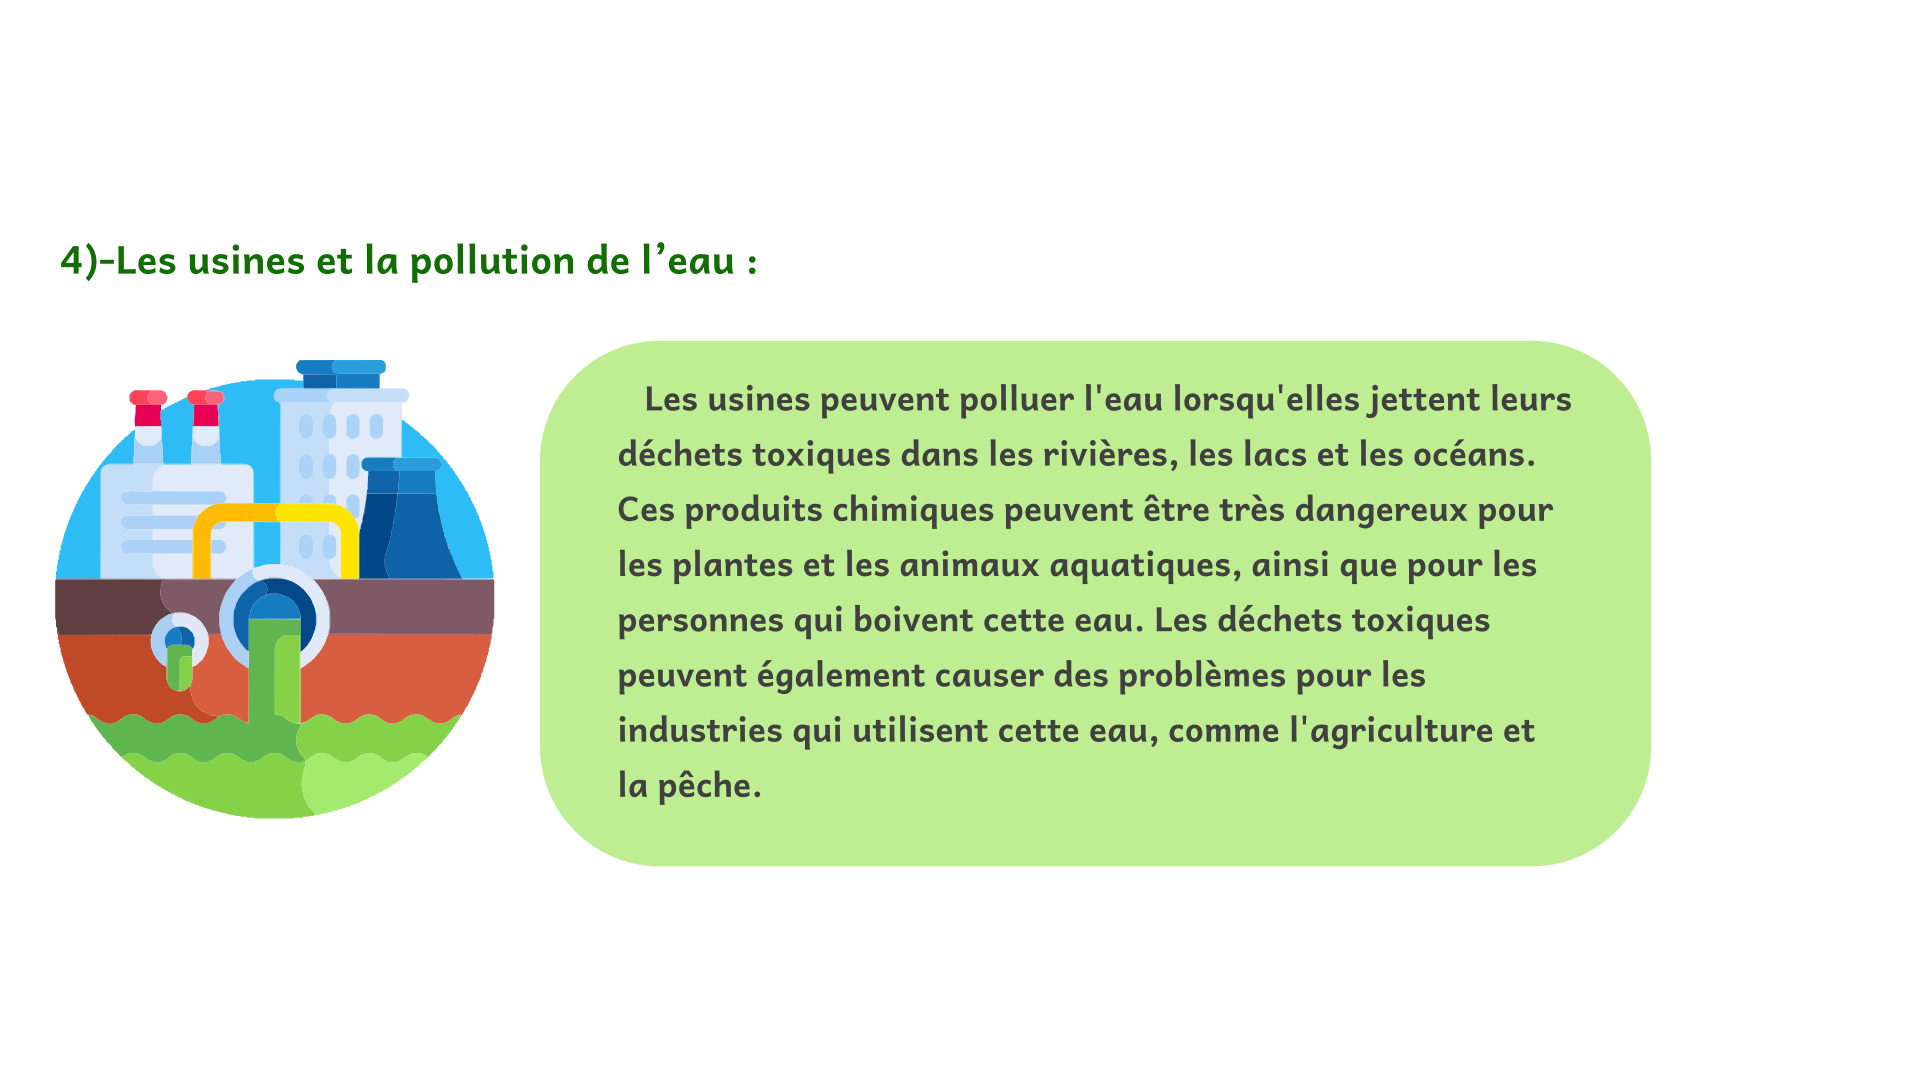 4)-Les usines et la pollution de l’eau :
Les usines peuvent polluer l'eau lorsqu'elles jettent leurs
déchets toxiques dans les rivières, les lacs et les océans.
Ces produits chimiques peuvent être très dangereux pour
les plantes et les animaux aquatiques, ainsi que pour les
personnes qui boivent cette eau. Les déchets toxiques
peuvent également causer des problèmes pour les
industries qui utilisent cette eau, comme l'agriculture et
la pêche.